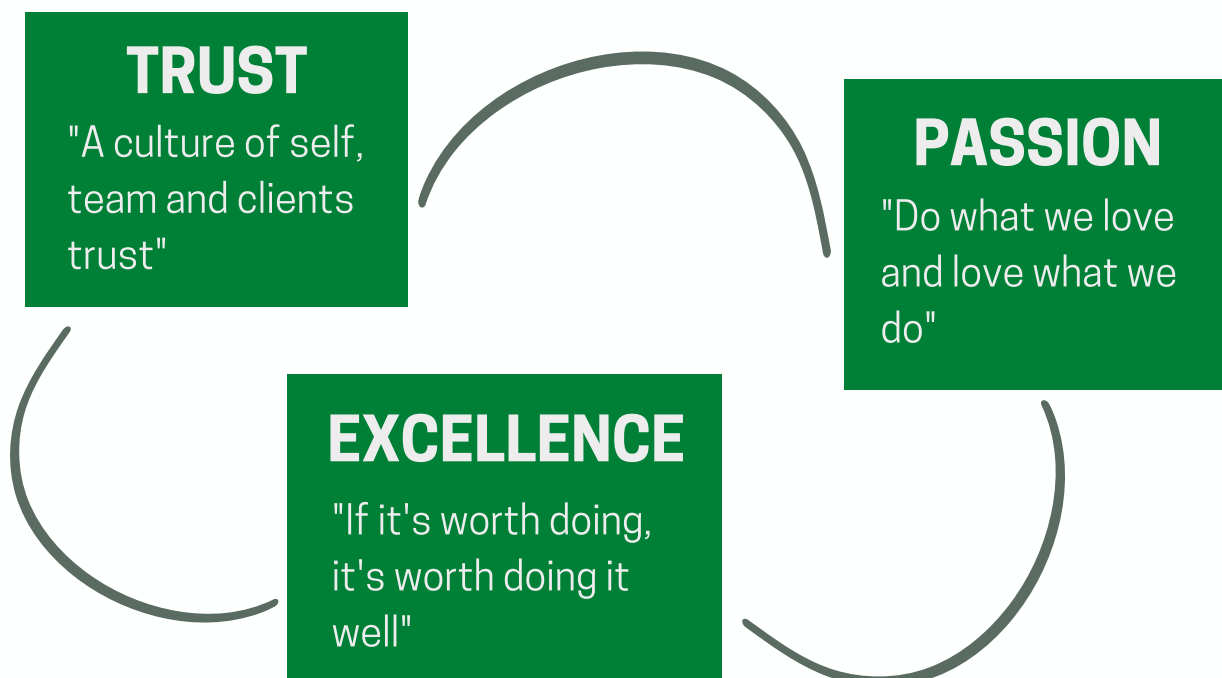 TRUST
"A culture of self,
team and clients
trust"
PASSION
"Do what we love
and love what we
do"
EXCELLENCE
"If it's worth doing,
it's worth doing it
well"